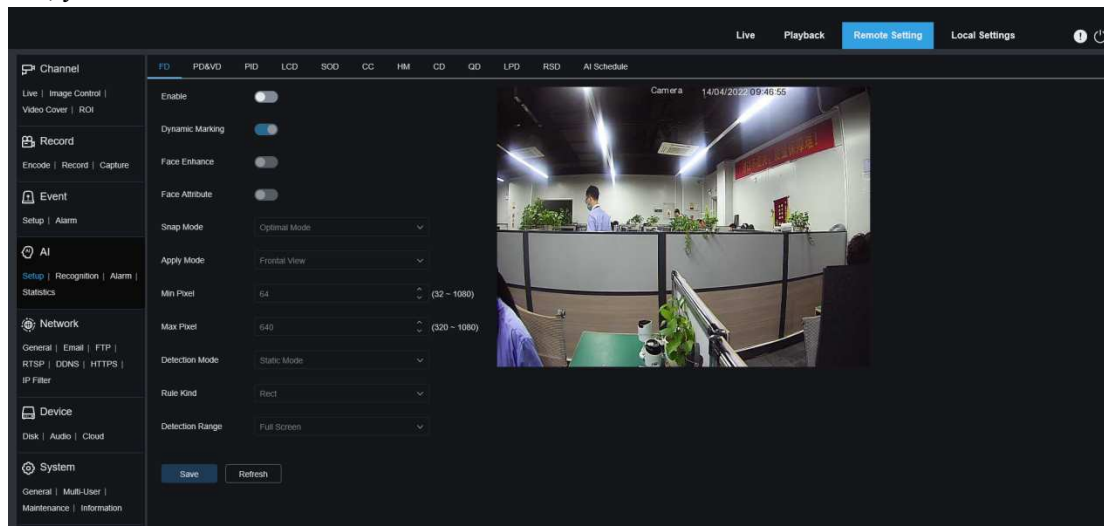 Live Playback Remote Setting Local Settings
Channel
Live | Image Control |
Video Cover | ROI
Record
Encode | Record | Capture
Event
Setup | Alarm
AI
Setup | Recognition | Alarm |
Statistics
Network
General | Email | FTP |
RTSP | DDNS | HTTPS |
IP Filter
Device
Disk | Audio | Cloud
System
General | Multi-User |
Maintenance | Information
FD PD&VD PID LCD SOD CC HM CD QD LPD RSD AI Schedule
Enable
Dynamic Marking
Face Enhance
Face Attribute
Snap Mode Optimal Mode
Apply Mode Frontal View
Min Pixel 64 (32 ~ 1080)
Max Pixel 640 (320 ~ 1080)
Detection Mode Static Mode
Rule Kind Rect
Detection Range Full Screen
Save Refresh
Camera 14/04/2022 09:46:55